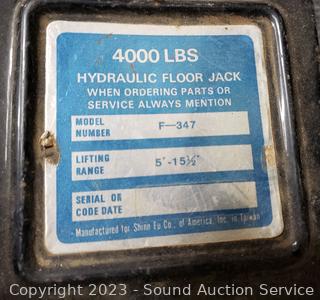 4000 LBS
HYDRAULIC FLOOR JACK
WHEN ORDERING PARTS OR
SERVICE ALWAYS MENTION
MODEL
NUMBER
F—347
LIFTING
RANGE
5"-15½"
SERIAL OR
CODE DATE
Manufactured for Shinn Fu Co., of America, Inc. in Taiwan
Copyright 2023 - Sound Auction Service